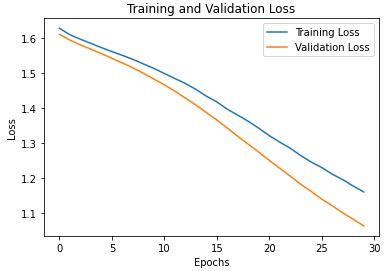 Training and Validation Loss
Training Loss
Validation Loss
1.6
1.5
1.4
1.3
1.2
1.1
Loss
0 5 10 15 20 25 30
Epochs